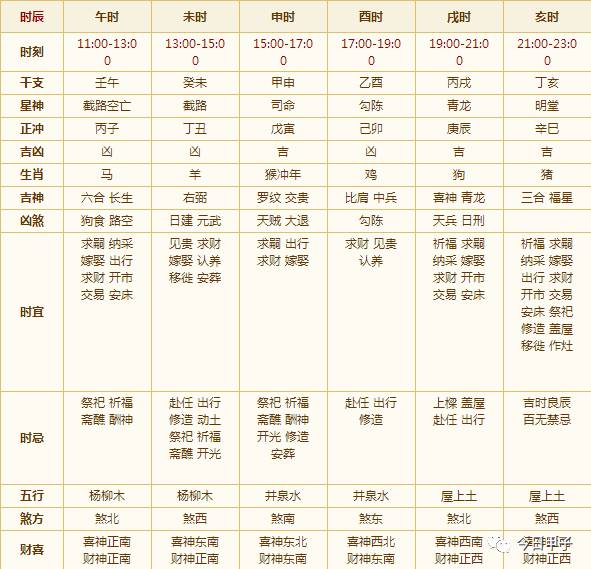 时辰 午时 未时 申时 酉时 戌时 亥时
时刻 11:00-13:00 13:00-15:00 15:00-17:00 17:00-19:00 19:00-21:00 21:00-23:00
干支 壬午 癸未 甲申 乙酉 丙戌 丁亥
星神 截路空亡 截路 司命 勾陈 青龙 明堂
正冲 丙子 丁丑 戊寅 己卯 庚辰 辛巳
吉凶 凶 凶 吉 凶 吉 吉
生肖 马 羊 猴冲年 鸡 狗 猪
吉神 六合 长生 右弼 罗纹 交贵 比肩 中兵 喜神 青龙 三合 福星
凶煞 狗食 路空 日建 元武 天贼 大退 勾陈 天兵 日刑
时宜
求嗣 纳采 见贵 求财 求嗣 出行 求财 见贵 祈福 求嗣 祈福 求嗣
嫁娶 出行 嫁娶 认养 求财 嫁娶 认养 纳采 嫁娶 纳采 嫁娶
求财 开市 移徙 安葬 求财 开市 出行 求财
交易 安床 交易 安床 开市 交易
安床 祭祀
修造 盖屋
移徙 作灶
时忌
祭祀 祈福 赴任 出行 祭祀 祈福 赴任 出行 上樑 盖屋 吉时良辰
斋醮 酬神 修造 动土 斋醮 酬神 修造 赴任 出行 百无禁忌
祭祀 祈福 开光 修造
斋醮 开光 安葬
五行 杨柳木 杨柳木 井泉水 井泉水 屋上土 屋上土
煞方 煞北 煞西 煞南 煞东 煞北 煞西
财喜
喜神正南 喜神东南 喜神东北 喜神西北 喜神西南 喜神正南
财神正南 财神正南 财神东南 财神东南 财神正西 财神正西
今日甲子